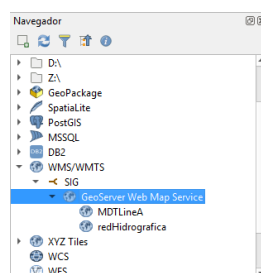 Navegador
D:\
Z:\
GeoPackage
SpatiaLite
PostGIS
MSSQL
DB2
DB2
WMS/WMTS
SIG
GeoServer Web Map Service
MDTLineA
redHidrografica
XYZ Tiles
WCS
WFS